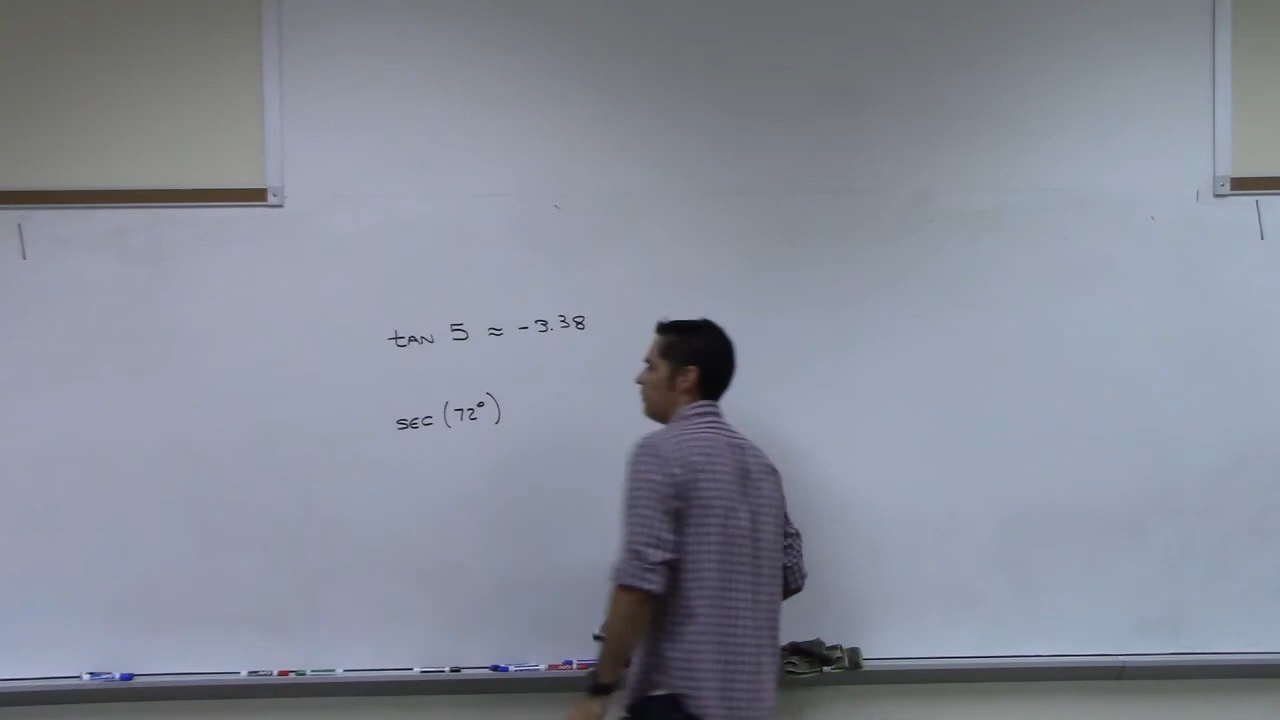 tan 5 ≈ -3.38
sec (72°)